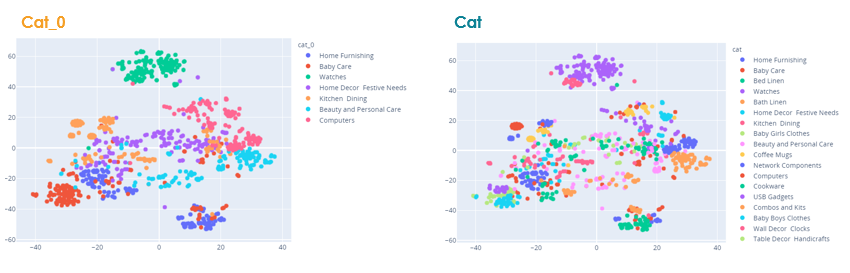 Cat_0
Cat
cat_0
Home Furnishing
Baby Care
Watches
Home Decor Festive Needs
Kitchen Dining
Beauty and Personal Care
Computers
60
40
20
0
−20
−40
−60
−40
−20
0
20
40
cat
Home Furnishing
Baby Care
Bed Linen
Watches
Bath Linen
Home Decor Festive Needs
Kitchen Dining
Baby Girls Clothes
Beauty and Personal Care
Coffee Mugs
Network Components
Computers
Cookware
USB Gadgets
Combos and Kits
Baby Boys Clothes
Wall Decor Clocks
Table Decor Handicrafts
60
40
20
0
−20
−40
−60
−40
−20
0
20
40